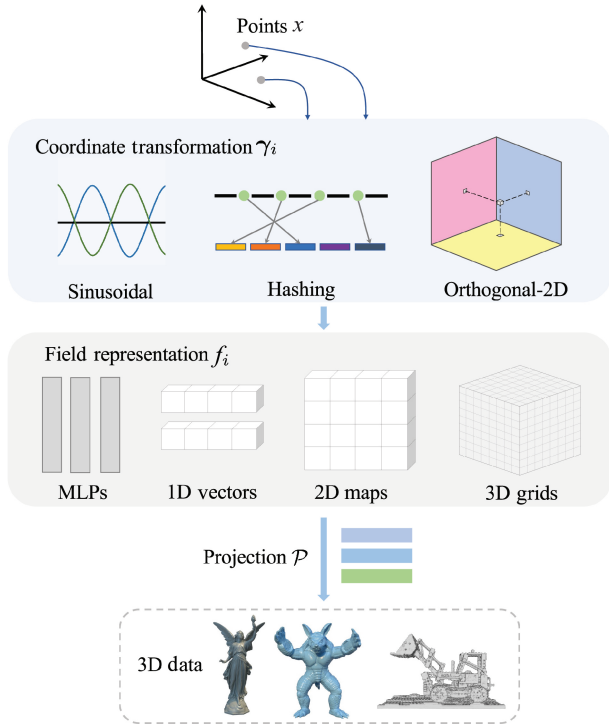 Points x
Coordinate transformation γᵢ
Sinusoidal
Hashing
Orthogonal-2D
Field representation fᵢ
MLPs
1D vectors
2D maps
3D grids
Projection 𝒫
3D data